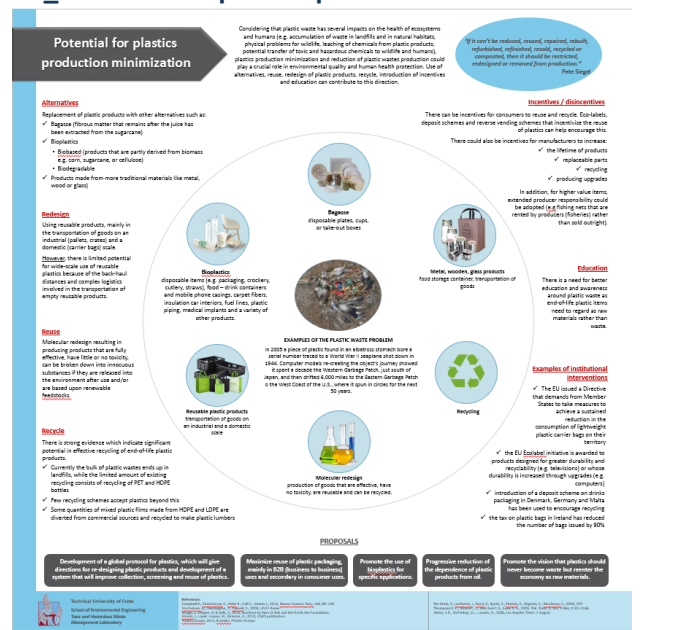 Potential for plastics
production minimization
Considering that plastic waste has several impacts on the health of ecosystems
and humans (e.g. accumulation of waste in landfills and in natural habitats,
physical problems for wildlife, leaching of chemicals from plastic products,
potential transfer of toxic and hazardous chemicals to wildlife and humans),
plastics production minimization and reduction of plastic wastes production could
play a crucial role in environmental quality and human health protection. Use of
alternatives, reuse, redesign of plastic products, recycle, introduction of incentives
and education can contribute to this direction.
"If it can't be reduced, reused, repaired, rebuilt,
refurbished, refinished, resold, recycled or
composted, then it should be restricted,
redesigned or removed from production."
Pete Siegel
Alternatives
Replacement of plastic products with other alternatives such as:
✓ Bagasse (fibrous matter that remains after the juice has
been extracted from the sugarcane)
✓ Bioplastics
• Biobased (products that are partly derived from biomass
e.g. corn, sugarcane, or cellulose)
• Biodegradable
✓ Products made from more traditional materials like metal,
wood or glass)
Redesign
Using reusable products, mainly in
the transportation of goods on an
industrial (pallets, crates) and a
domestic (carrier bags) scale.
However, there is limited potential
for wide-scale use of reusable
plastics because of the back-haul
distances and complex logistics
involved in the transportation of
empty reusable products.
Reuse
Molecular redesign resulting in
producing products that are fully
effective, have little or no toxicity,
can be broken down into innocuous
substances if they are released into
the environment after use and/or
are based upon renewable
feedstocks.
Recycle
There is strong evidence which indicate significant
potential in effective recycling of end-of-life plastic
products.
✓ Currently the bulk of plastic wastes ends up in
landfills, while the limited amount of existing
recycling consists of recycling of PET and HDPE
bottles
✓ Few recycling schemes accept plastics beyond this
✓ Some quantities of mixed plastic films made from HDPE and LDPE are
diverted from commercial sources and recycled to make plastic lumbers
Bagasse
disposable plates, cups,
or take-out boxes
Bioplastics
disposable items (e.g. packaging, crockery,
cutlery, straws), food – drink containers
and mobile phone casings, carpet fibers,
insulation car interiors, fuel lines, plastic
piping, medical implants and a variety of
other products.
Metal, wooden, glass products
food storage container, transportation of
goods
EXAMPLES OF THE PLASTIC WASTE PROBLEM
In 2005 a piece of plastic found in an albatross stomach bore a
serial number traced to a World War II seaplane shot down in
1944. Computer models re-creating the object's journey showed
it spent a decade the Western Garbage Patch, just south of
Japan, and then drifted 6,000 miles to the Eastern Garbage Patch
o the West Coast of the U.S., where it spun in circles for the next
50 years.
Reusable plastic products
transportation of goods on
an industrial and a domestic
scale
Recycling
Molecular redesign
production of goods that are effective, have
no toxicity, are reusable and can be recycled.
Incentives / disincentives
There can be incentives for consumers to reuse and recycle. Eco-labels,
deposit schemes and reverse vending schemes that incentivise the reuse
of plastics can help encourage this.
There could also be incentives for manufacturers to increase:
✓ the lifetime of products
✓ replaceable parts
✓ recycling
✓ producing upgrades
In addition, for higher value items,
extended producer responsibility could
be adopted (e.g fishing nets that are
rented by producers (fisheries) rather
than sold outright).
Education
There is a need for better
education and awareness
around plastic waste as
end-of-life plastic items
need to regard as raw
materials rather than
waste.
Examples of institutional
interventions
✓ The EU issued a Directive
that demands from Member
States to take measures to
achieve a sustained
reduction in the
consumption of lightweight
plastic carrier bags on their
territory
✓ the EU Ecolabel initiative is awarded to
products designed for greater durability and
recyclability (e.g. televisions) or whose
durability is increased through upgrades (e.g.
computers)
✓ introduction of a deposit scheme on drinks
packaging in Denmark, Germany and Malta
has been used to encourage recycling
✓ the tax on plastic bags in Ireland has reduced
the number of bags issued by 90%
PROPOSALS
Development of a global protocol for plastics, which will give
directions for re-designing plastic products and development of a
system that will improve collection, screening and reuse of plastic.
Maximize reuse of plastic packaging,
mainly in B2B (business to business)
uses and secondary in consumer uses.
Promote the use of
bioplastics for
specific applications.
Progressive reduction of
the dependence of plastic
products from oil.
Promote the vision that plastics should
never become waste but reenter the
economy as raw materials.
Technical University of Crete
School of Environmental Engineering
Toxic and Hazardous Waste
Management Laboratory
References: